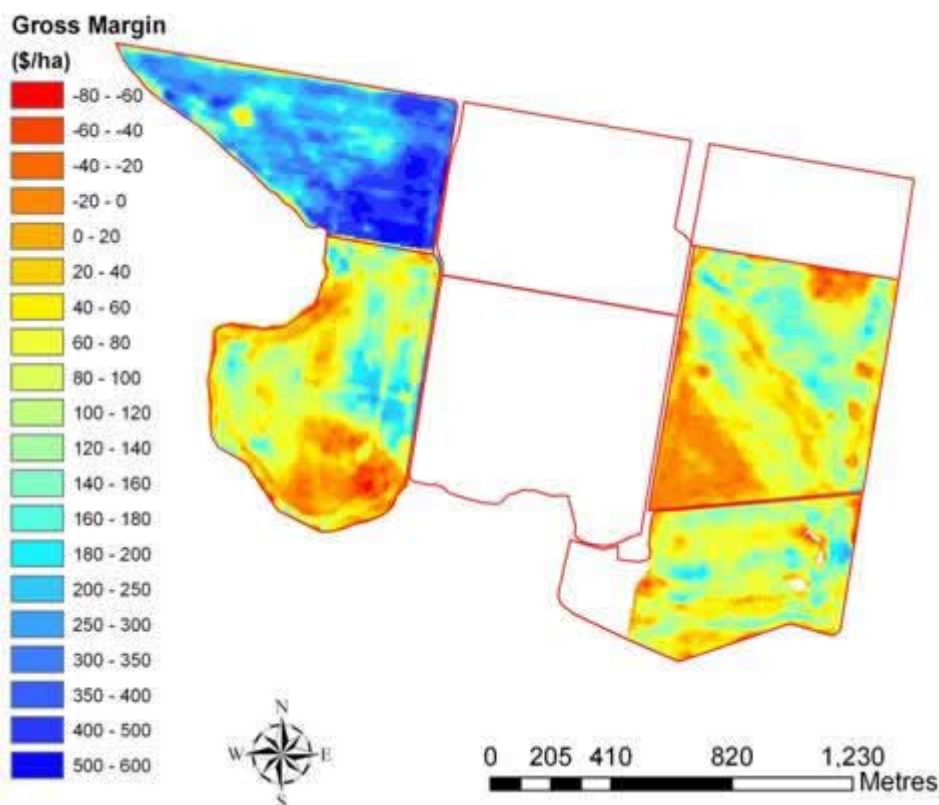 Gross Margin
($/ha)
-80 - -60
-60 - -40
-40 - -20
-20 - 0
0 - 20
20 - 40
40 - 60
60 - 80
80 - 100
100 - 120
120 - 140
140 - 160
160 - 180
180 - 200
200 - 250
250 - 300
300 - 350
350 - 400
400 - 500
500 - 600
N
W E
S
0 205 410 820 1,230
Metres